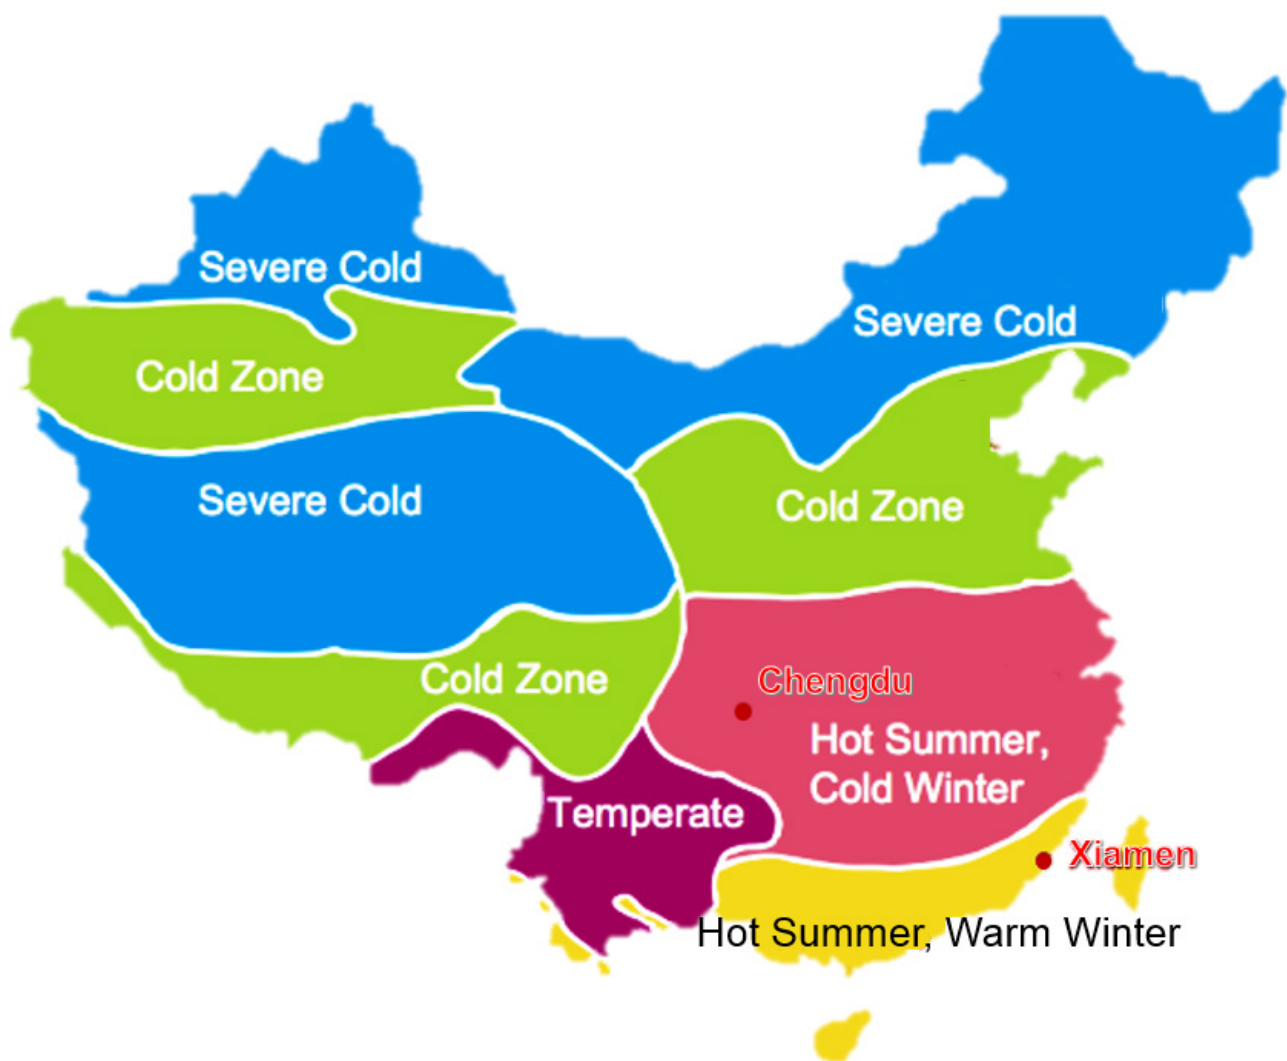 Severe Cold
Severe Cold
Cold Zone
Severe Cold
Cold Zone
Cold Zone
Chengdu
Hot Summer,
Cold Winter
Temperate
Xiamen
Hot Summer, Warm Winter